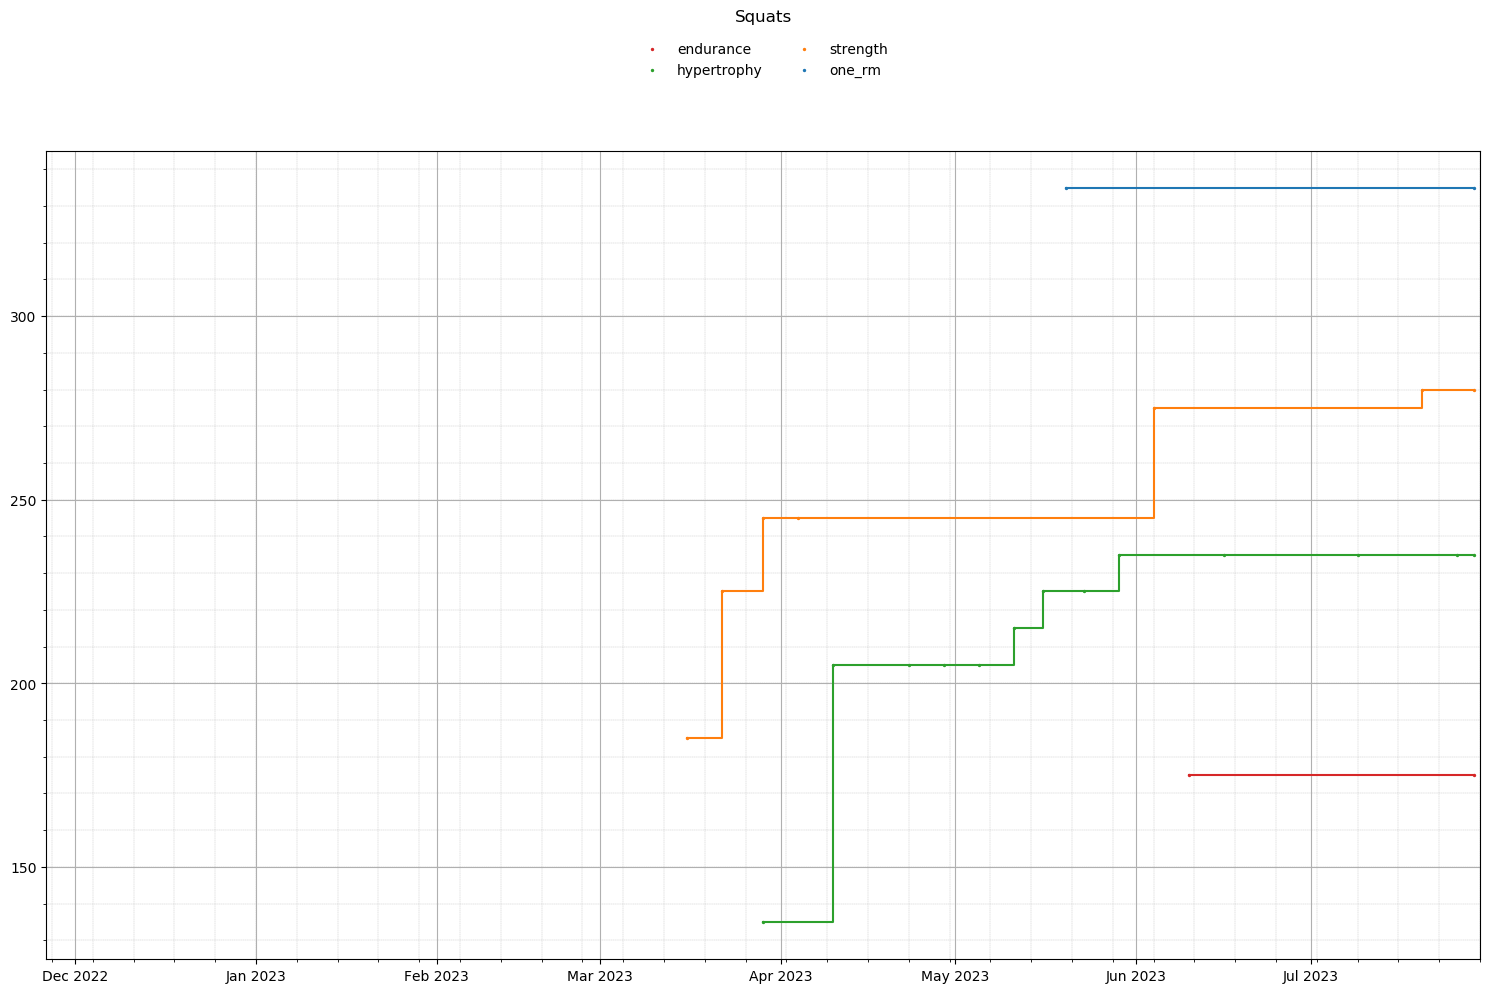 Squats
endurance strength
hypertrophy one_rm
300
250
200
150
Dec 2022 Jan 2023 Feb 2023 Mar 2023 Apr 2023 May 2023 Jun 2023 Jul 2023